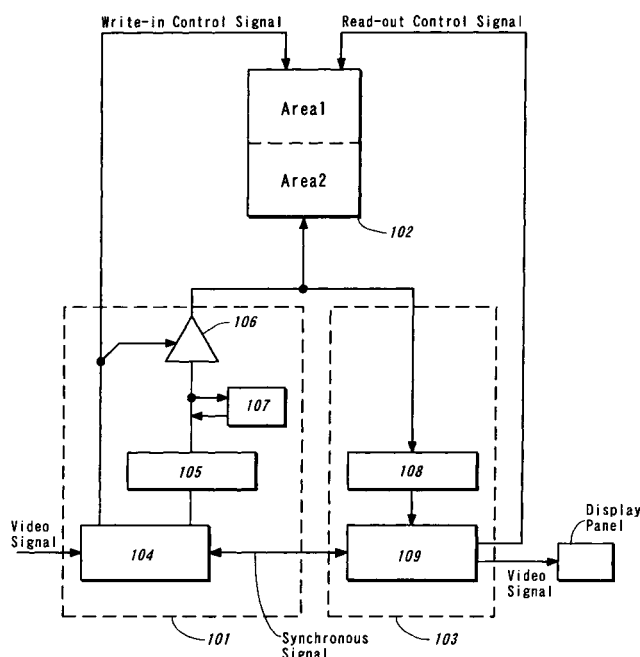 Write-in Control Signal
Read-out Control Signal
Area1
Area2
102
106
107
105
108
Video
Signal
104
109
Display
Panel
Video
Signal
101
Synchronous
Signal
103